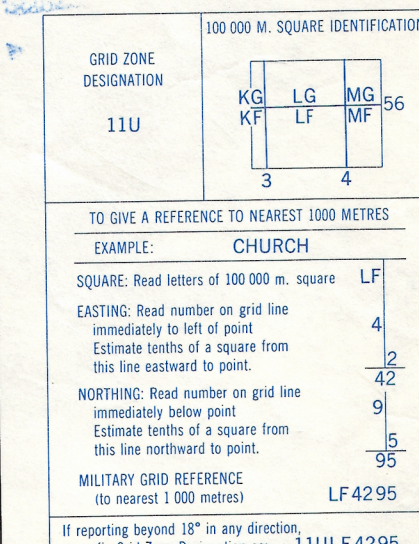 GRID ZONE
DESIGNATION
11U
100 000 M. SQUARE IDENTIFICATION
KG LG MG
56
KF LF MF
3 4
TO GIVE A REFERENCE TO NEAREST 1000 METRES
EXAMPLE: CHURCH
SQUARE: Read letters of 100 000 m. square LF
EASTING: Read number on grid line
immediately to left of point 4
Estimate tenths of a square from
this line eastward to point. 2
42
NORTHING: Read number on grid line
immediately below point 9
Estimate tenths of a square from
this line northward to point. 5
95
MILITARY GRID REFERENCE
(to nearest 1 000 metres) LF4295
If reporting beyond 18° in any direction,
Grid Zone Designation 11ULF4295